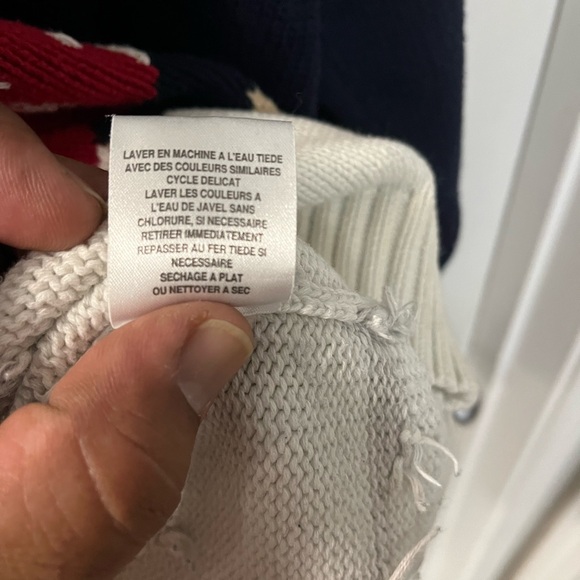 LAVER EN MACHINE A L'EAU TIEDE
AVEC DES COULEURS SIMILAIRES
CYCLE DELICAT
LAVER LES COULEURS A
L'EAU DE JAVEL SANS
CHLORURE, SI NECESSAIRE
RETIRER IMMEDIATEMENT
REPASSER AU FER TIEDE SI
NECESSAIRE
SECHAGE A PLAT
OU NETTOYER A SEC